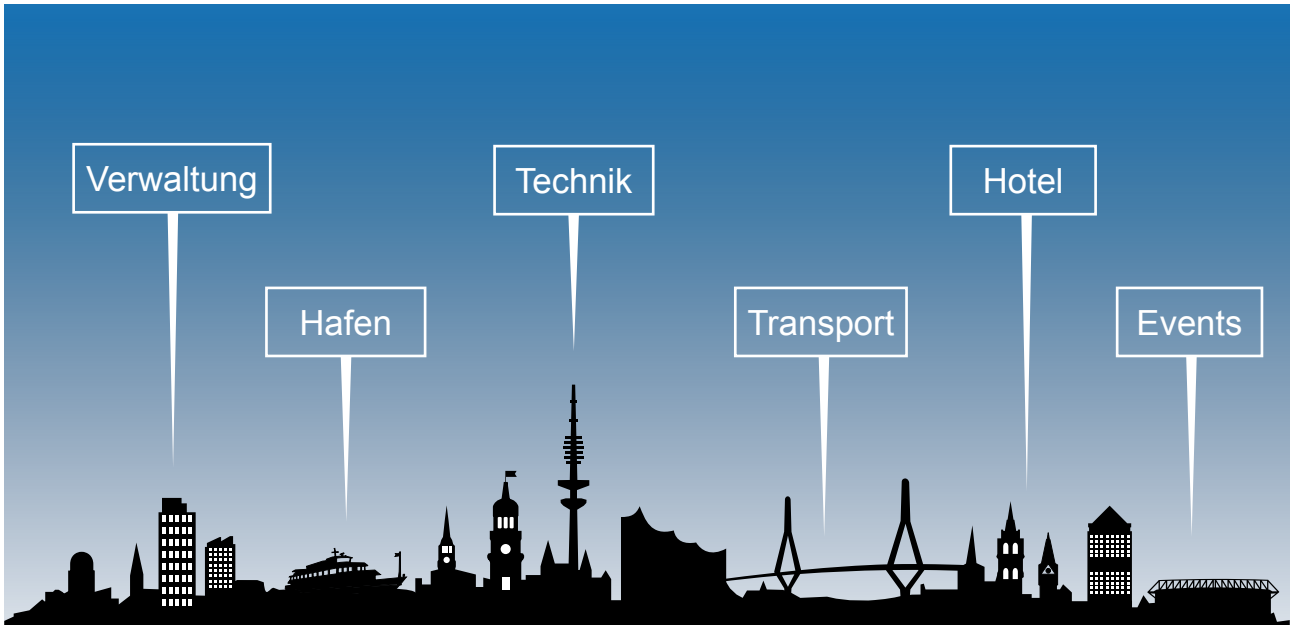 Verwaltung
Technik
Hotel
Hafen
Transport
Events